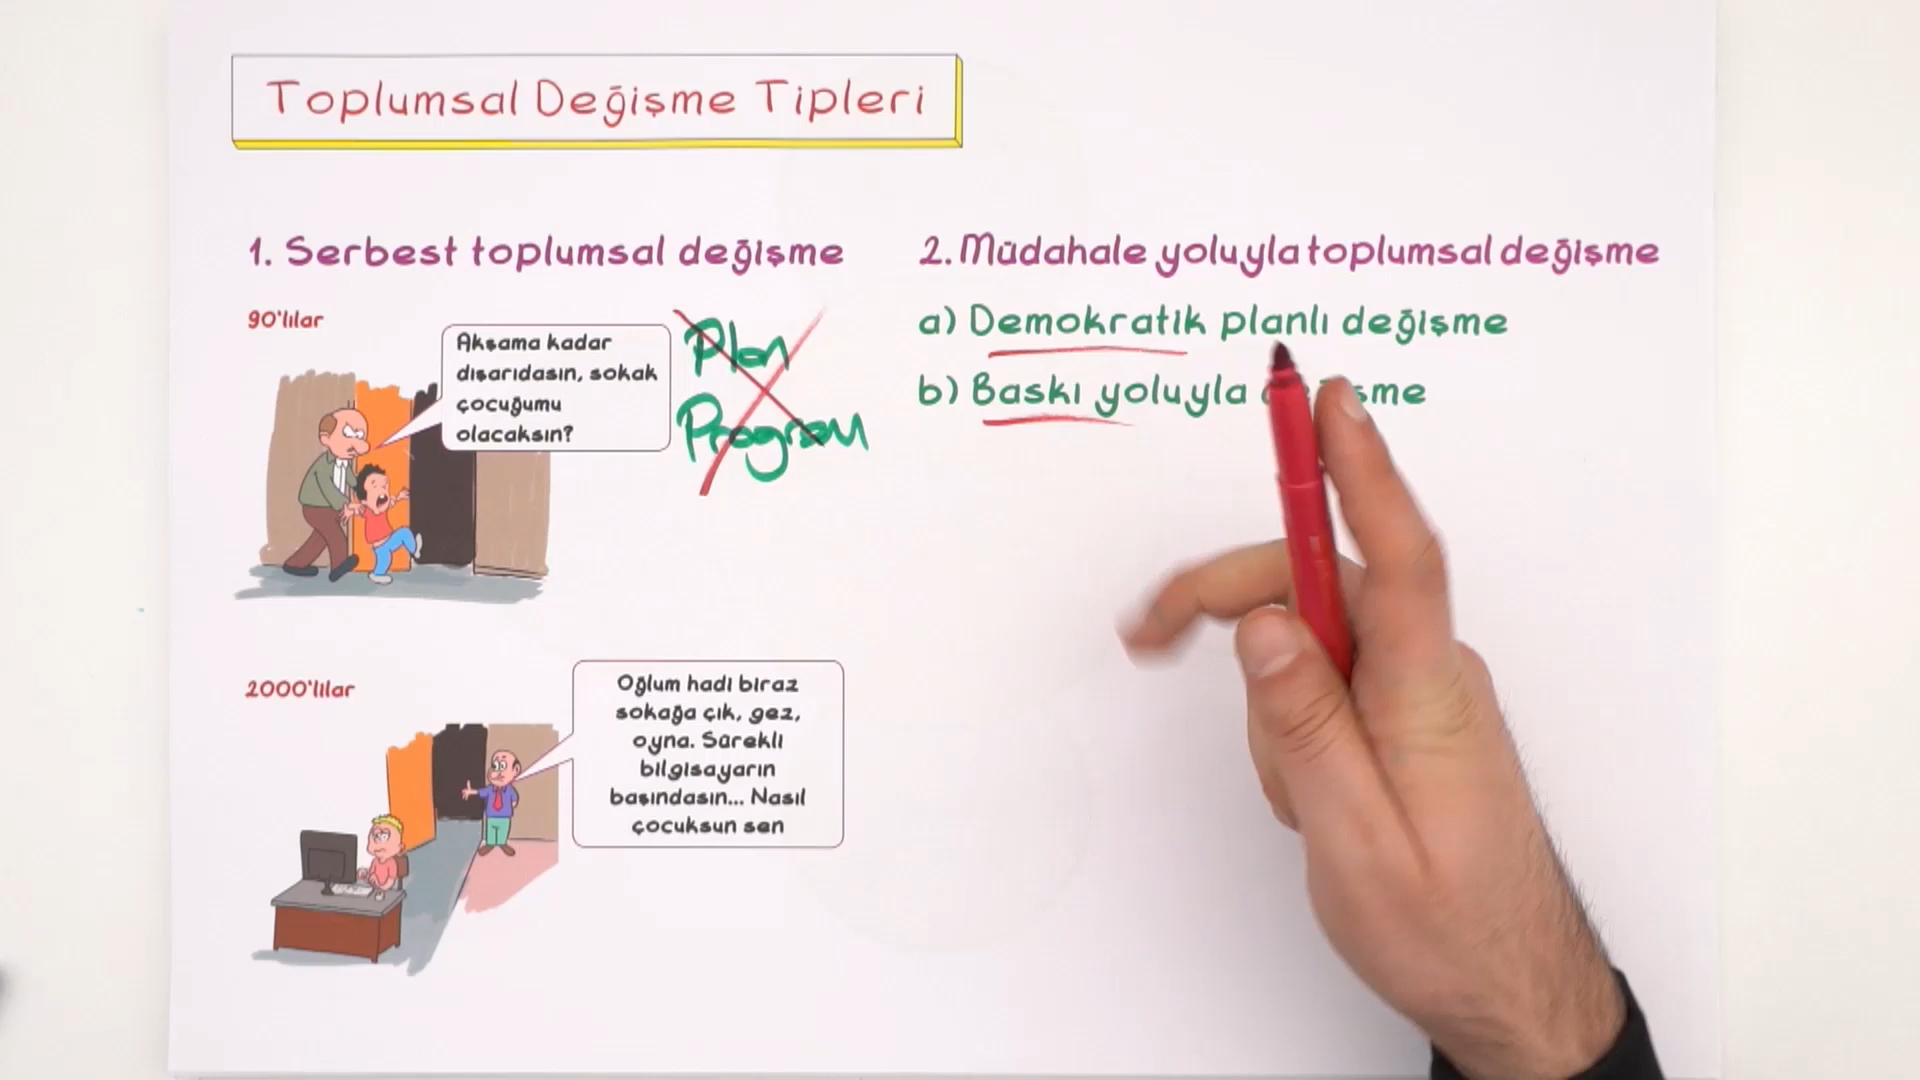 Toplumsal Değişme Tipleri
1. Serbest toplumsal değişme
90'lılar
Akşama kadar
dışarıdasın, sokak
çocuğumu
olacaksın?
Plan
Program
2000'lılar
Oğlum hadi biraz
sokağa çık, gez,
oyna. Sürekli
bilgisayarın
başındasın... Nasıl
çocuksun sen
2. Müdahale yoluyla toplumsal değişme
a) Demokratik planlı değişme
b) Baskı yoluyla